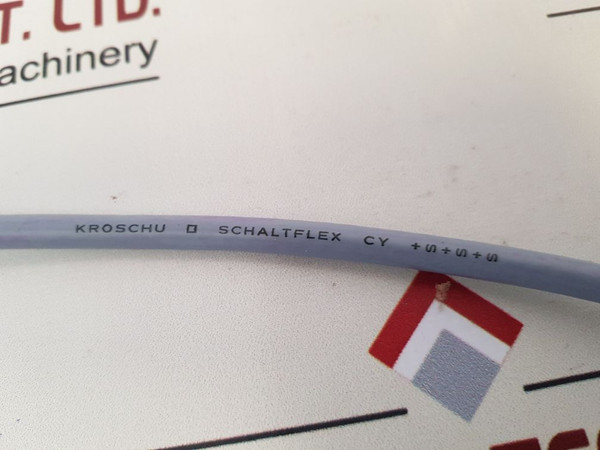 T. LTD.
achinery
KROSCHU SCHALTFLEX CY +S+S+S